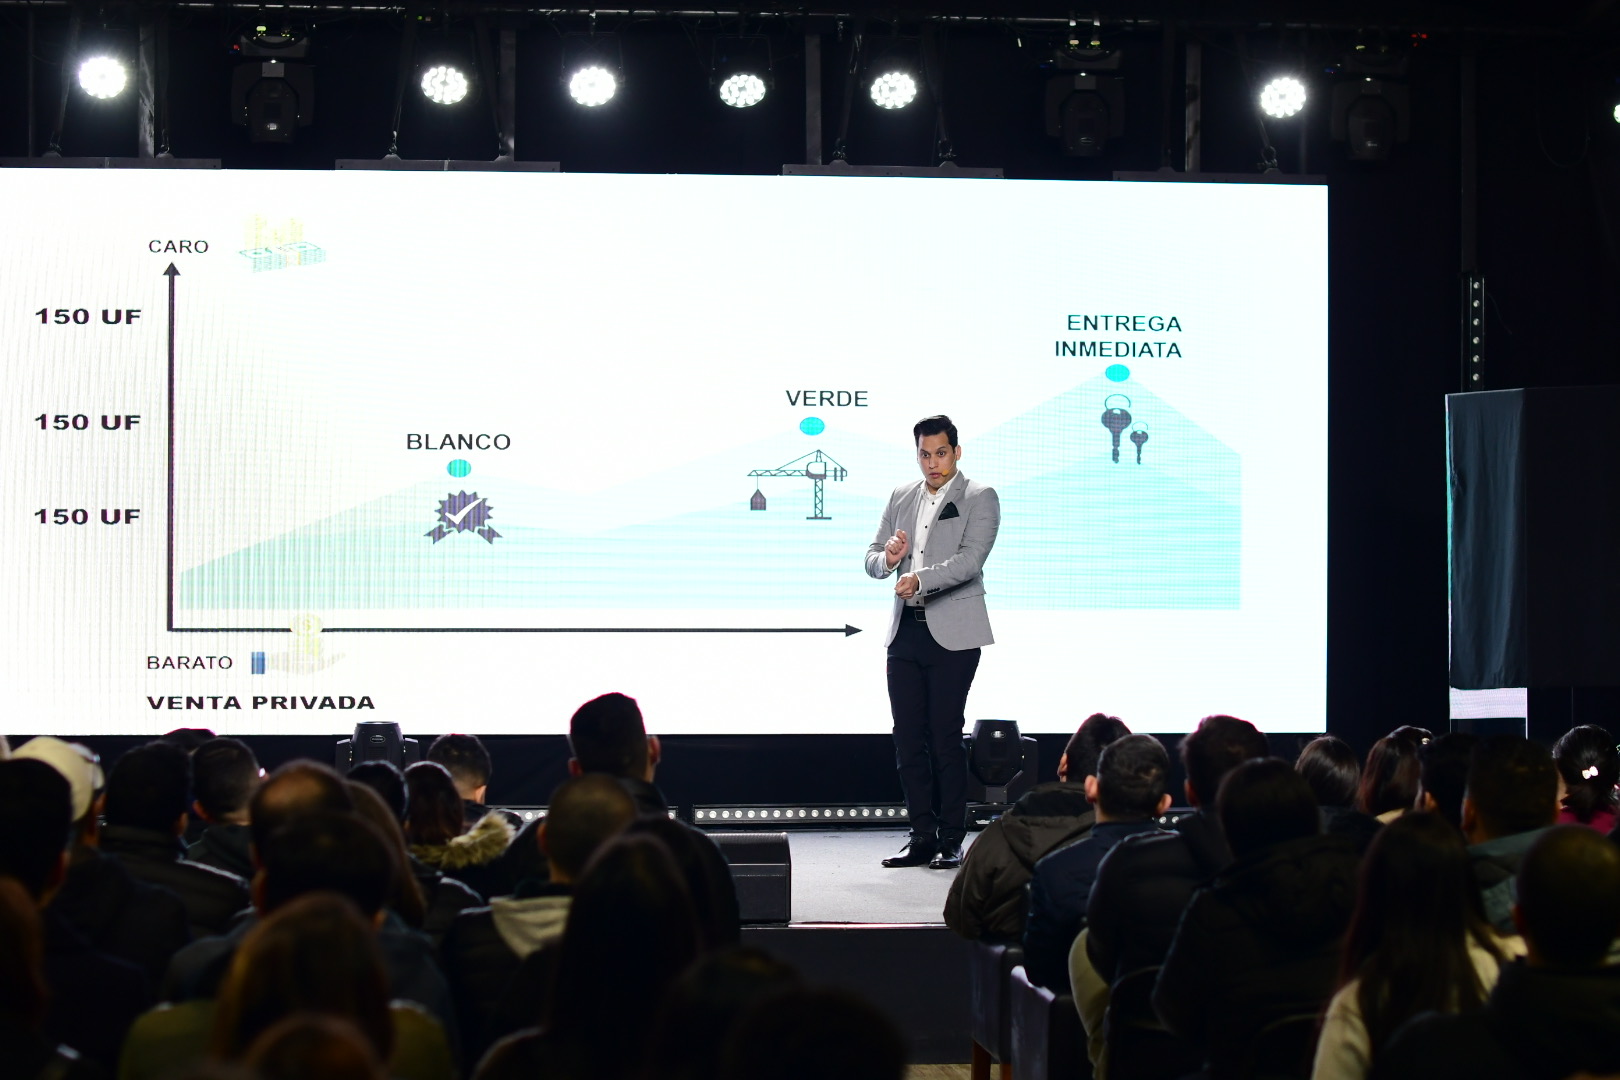 CARO
150 UF
ENTREGA
INMEDIATA
VERDE
150 UF
BLANCO
150 UF
BARATO
VENTA PRIVADA